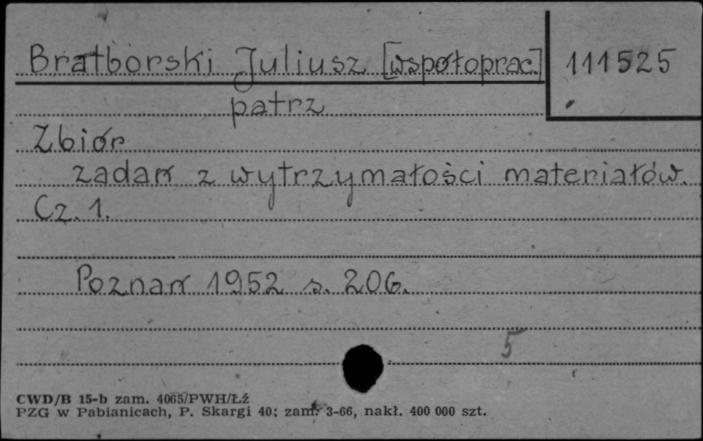 Bratborski Juliusz [współoprac.] 111525
patrz
Zbiór
zadań z wytrzymałości materiałów.
Cz. 1.
Poznań 1952 s. 206.
5
CWD/B 15-b zam. 4065/PWH/Łź
PZG w Pabianicach, P. Skargi 40; zam. 3-66, nakł. 400 000 szt.